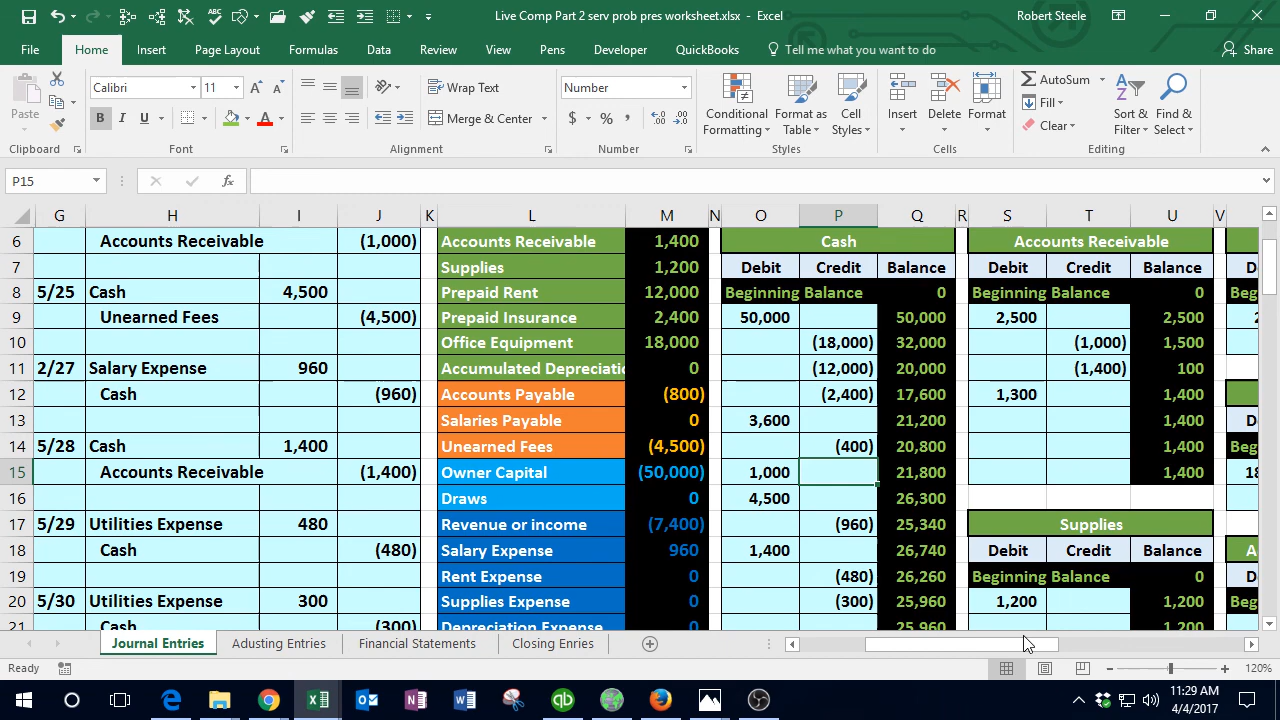 Live Comp Part 2 serv prob pres worksheet.xlsx - Excel
Robert Steele
File Home Insert Page Layout Formulas Data Review View Pens Developer QuickBooks Tell me what you want to do Share
Paste
Clipboard
Calibri 11
B I U
Font
Wrap Text
Merge & Center
Alignment
Number
$ % ,
Number
Conditional Formatting
Format as Table
Cell Styles
Styles
Insert Delete Format
Cells
AutoSum
Fill
Clear
Sort & Filter
Find & Select
Editing
P15 fx
G H I J K L M N O P Q R S T U V
6 Accounts Receivable (1,000) Accounts Receivable 1,400 Cash Accounts Receivable
7 Supplies 1,200 Debit Credit Balance Debit Credit Balance D
8 5/25 Cash 4,500 Prepaid Rent 12,000 Beginning Balance 0 Beginning Balance 0 Beg
9 Unearned Fees (4,500) Prepaid Insurance 2,400 50,000 50,000 2,500 2,500
10 Office Equipment 18,000 (18,000) 32,000 (1,000) 1,500
11 2/27 Salary Expense 960 Accumulated Depreciatio 0 (12,000) 20,000 (1,400) 100
12 Cash (960) Accounts Payable (800) (2,400) 17,600 1,300 1,400
13 Salaries Payable 0 3,600 21,200 1,400 D
14 5/28 Cash 1,400 Unearned Fees (4,500) (400) 20,800 1,400 Beg
15 Accounts Receivable (1,400) Owner Capital (50,000) 1,000 21,800 1,400 18
16 Draws 0 4,500 26,300
17 5/29 Utilities Expense 480 Revenue or income (7,400) (960) 25,340 Supplies
18 Cash (480) Salary Expense 960 1,400 26,740 Debit Credit Balance A
19 Rent Expense 0 (480) 26,260 Beginning Balance 0 D
20 5/30 Utilities Expense 300 Supplies Expense 0 (300) 25,960 1,200 1,200 Beg
21 Cash (300) Depreciation Expense 0 25,960 1,200
Journal Entries Adusting Entries Financial Statements Closing Enries
Ready 120%
11:29 AM
4/4/2017